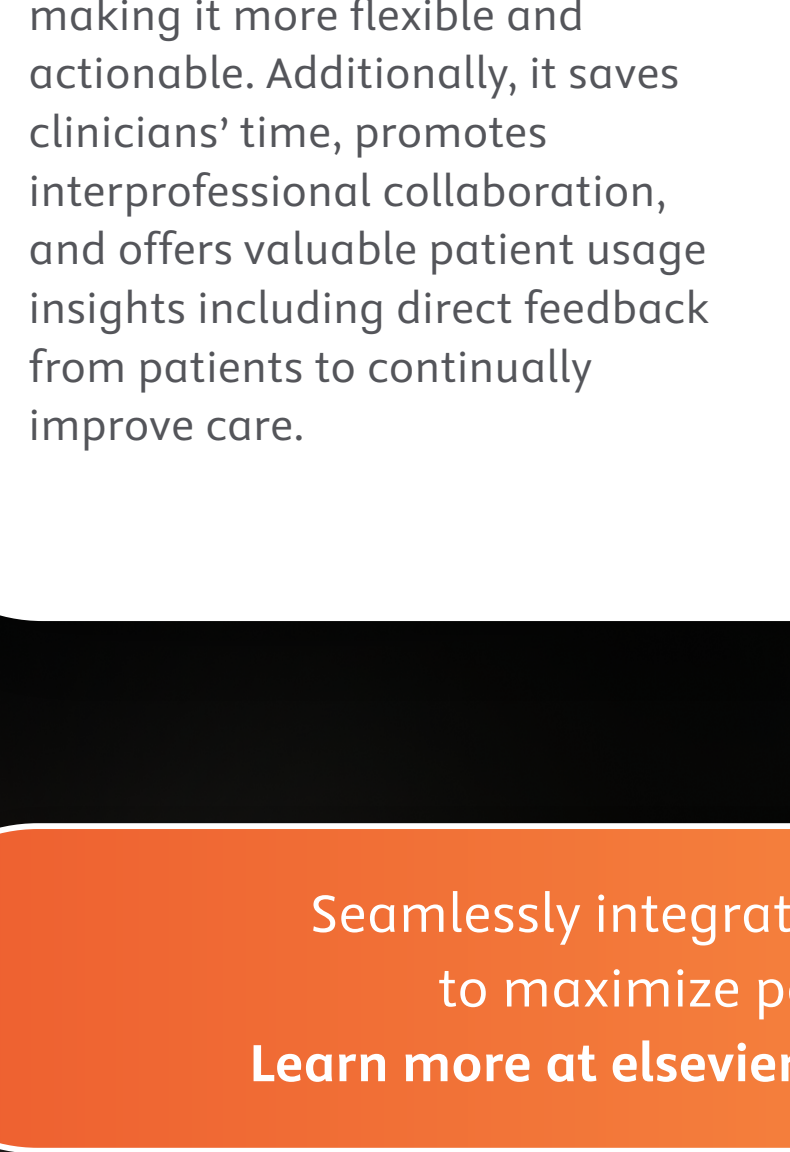 making it more flexible and
actionable. Additionally, it saves
clinicians’ time, promotes
interprofessional collaboration,
and offers valuable patient usage
insights including direct feedback
from patients to continually
improve care.
Seamlessly integrat
to maximize p
Learn more at elsevier